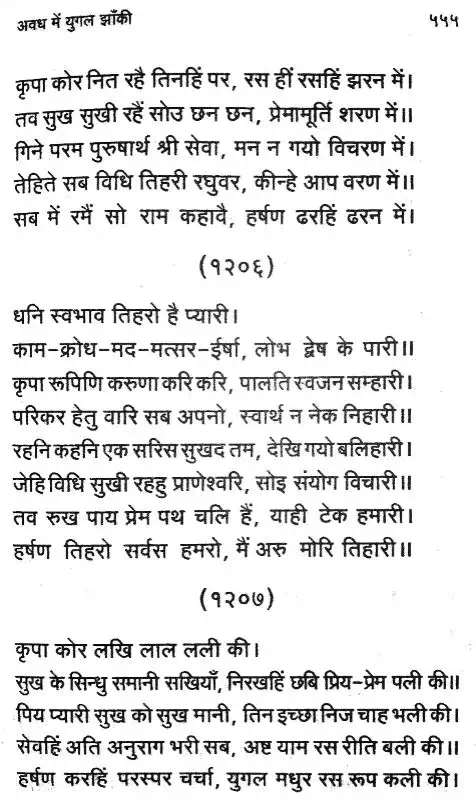 अवध में युगल झाँकी ५५५
कृपा कोर नित रहै तिनहिं पर, रस हीं रसहिं झरन में।
तव सुख सुखी रहैं सोउ छन छन, प्रेमामूर्ति शरण में॥
गिने परम पुरुषार्थ श्री सेवा, मन न गयो विचरण में।
तेहिते सब विधि तिहरी रघुवर, कीन्हे आप वरण में॥
सब में रमैं सो राम कहावै, हर्षण ढरहिं ढरन में।
(१२०६)
धनि स्वभाव तिहरो है प्यारी।
काम-क्रोध-मद-मत्सर-ईर्षा, लोभ द्वेष के पारी॥
कृपा रूपिणि करुणा करि करि, पालति स्वजन सम्हारी।
परिकर हेतु वारि सब अपनो, स्वार्थ न नेक निहारी॥
रहनि कहनि एक सरिस सुखद तम, देखि गयो बलिहारी।
जेहि विधि सुखी रहहु प्राणेश्वरि, सोइ संयोग विचारी॥
तव रुख पाय प्रेम पथ चलि हैं, याही टेक हमारी।
हर्षण तिहरो सर्वस हमरो, मैं अरु मोरि तिहारी॥
(१२०७)
कृपा कोर लखि लाल लली की।
सुख के सिन्धु समानी सखियाँ, निरखहिं छबि प्रिय-प्रेम पली की॥
पिय प्यारी सुख को सुख मानी, तिन इच्छा निज चाह भली की।
सेवहिं अति अनुराग भरी सब, अष्ट याम रस रीति बली की॥
हर्षण करहिं परस्पर चर्चा, युगल मधुर रस रूप कली की।